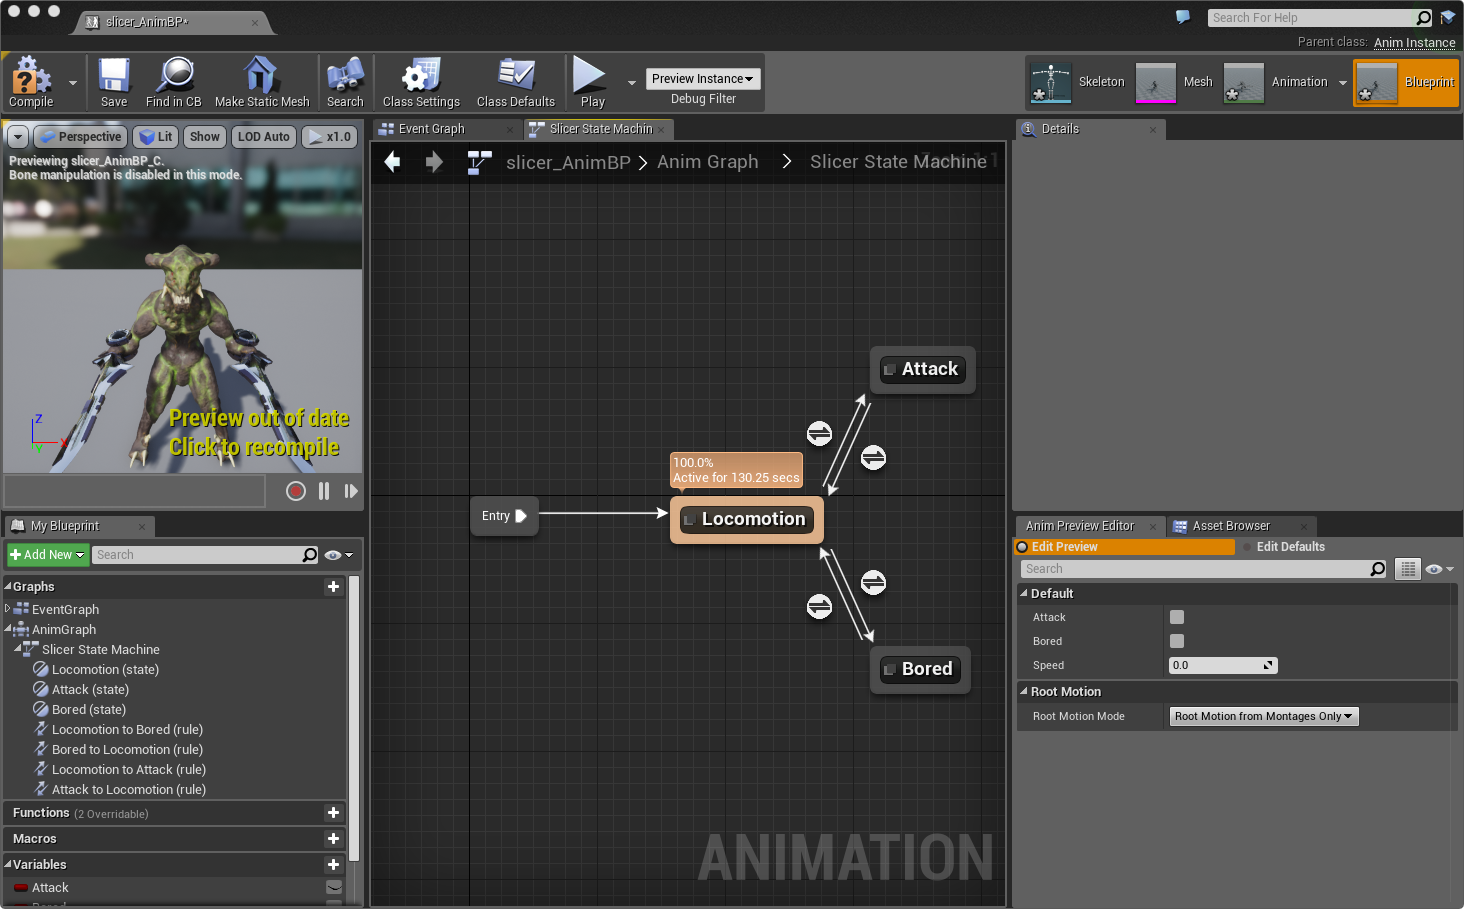 slicer_AnimBP*
Search For Help
Parent class: Anim Instance
Compile
Save
Find in CB
Make Static Mesh
Search
Class Settings
Class Defaults
Play
Preview Instance
Debug Filter
Skeleton
Mesh
Animation
Blueprint
Perspective
Lit
Show
LOD Auto
x1.0
Previewing slicer_AnimBP_C.
Bone manipulation is disabled in this mode.
Z
X
Y
Preview out of date
Click to recompile
Event Graph
Slicer State Machin
slicer_AnimBP > Anim Graph > Slicer State Machine
Attack
100.0%
Active for 130.25 secs
Entry
Locomotion
Bored
ANIMATION
Details
My Blueprint
Add New
Search
Graphs
EventGraph
AnimGraph
Slicer State Machine
Locomotion (state)
Attack (state)
Bored (state)
Locomotion to Bored (rule)
Bored to Locomotion (rule)
Locomotion to Attack (rule)
Attack to Locomotion (rule)
Functions (2 Overridable)
Macros
Variables
Attack
Anim Preview Editor
Asset Browser
Edit Preview
Edit Defaults
Search
Default
Attack
Bored
Speed
0.0
Root Motion
Root Motion Mode
Root Motion from Montages Only